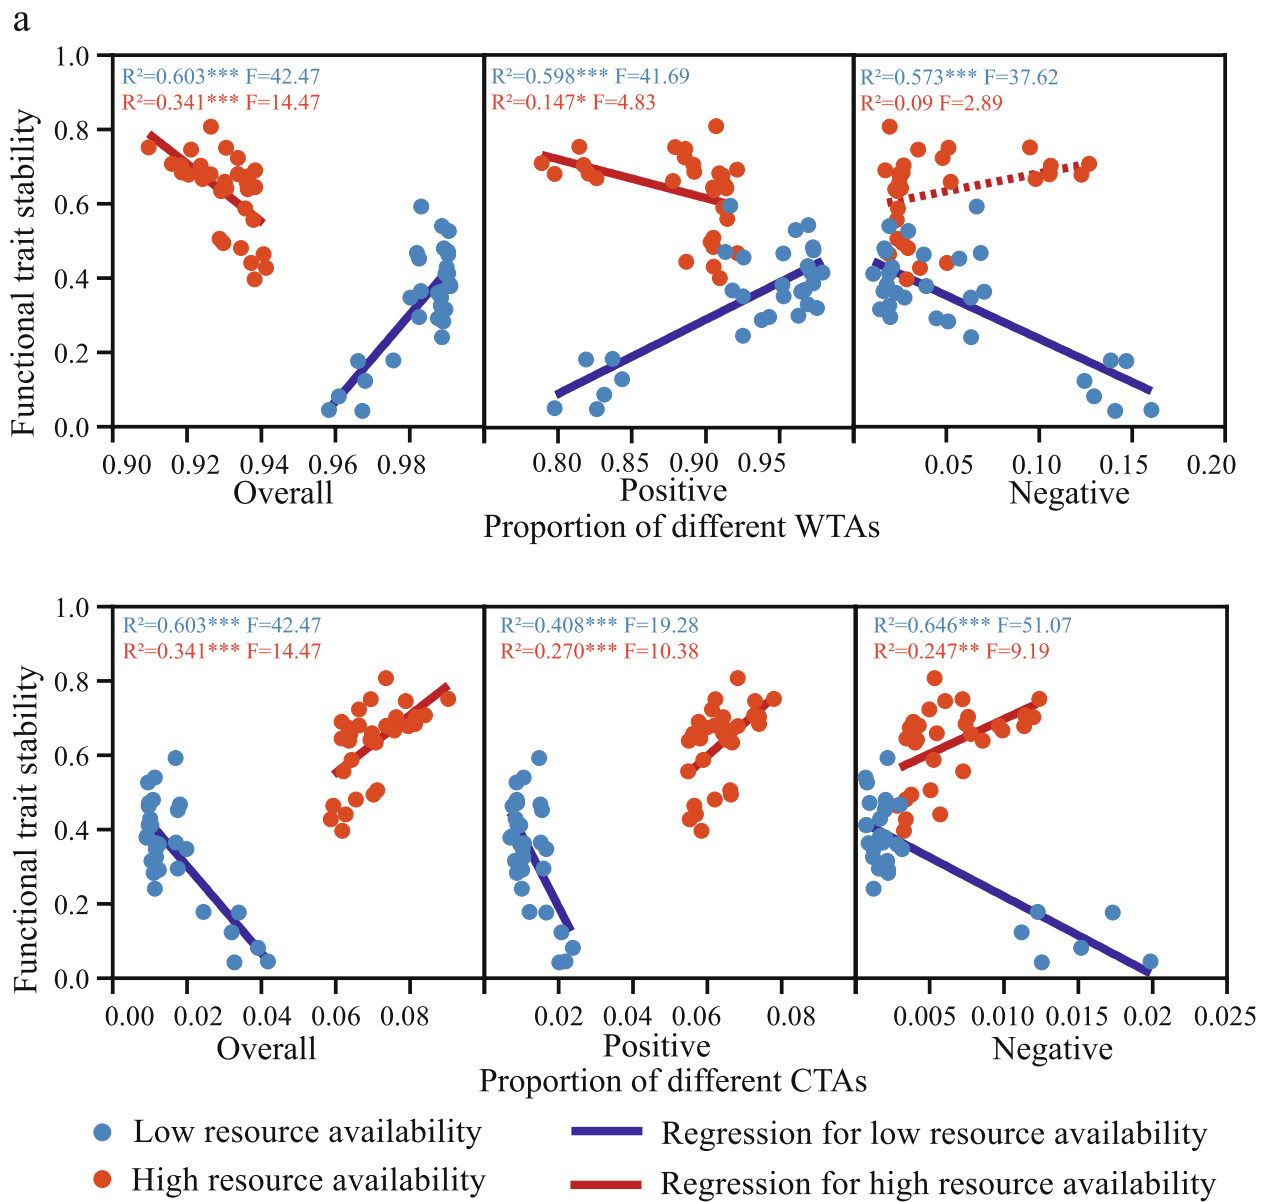 a
Functional trait stability
1.0
0.8
0.6
0.4
0.2
0.0
R²=0.603*** F=42.47
R²=0.341*** F=14.47
R²=0.598*** F=41.69
R²=0.147* F=4.83
R²=0.573*** F=37.62
R²=0.09 F=2.89
0.90 0.92 0.94 0.96 0.98
0.80 0.85 0.90 0.95
0.05 0.10 0.15 0.20
Overall
Positive
Negative
Proportion of different WTAs
Functional trait stability
1.0
0.8
0.6
0.4
0.2
0.0
R²=0.603*** F=42.47
R²=0.341*** F=14.47
R²=0.408*** F=19.28
R²=0.270*** F=10.38
R²=0.646*** F=51.07
R²=0.247** F=9.19
0.00 0.02 0.04 0.06 0.08
0.02 0.04 0.06 0.08
0.005 0.010 0.015 0.02 0.025
Overall
Positive
Negative
Proportion of different CTAs
Low resource availability
Regression for low resource availability
High resource availability
Regression for high resource availability